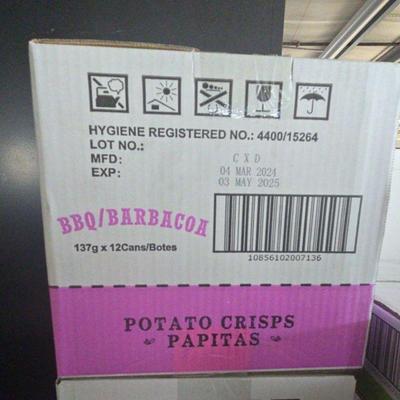 HYGIENE REGISTERED NO.: 4400/15264
LOT NO.: C X D
MFD: 04 MAR 2024
EXP: 03 MAY 2025
BBQ/BARBACOA
137g x 12Cans/Botes
10856102007136
POTATO CRISPS
PAPITAS